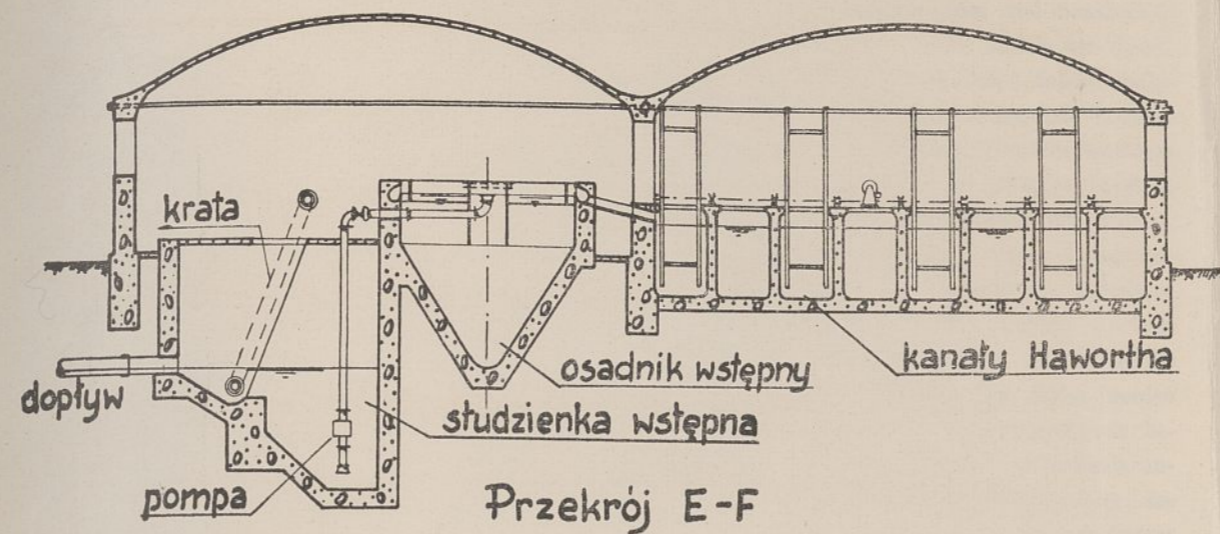 krata
dopływ
pompa
studzienka wstępna
osadnik wstępny
kanały Hawortha
Przekrój E-F